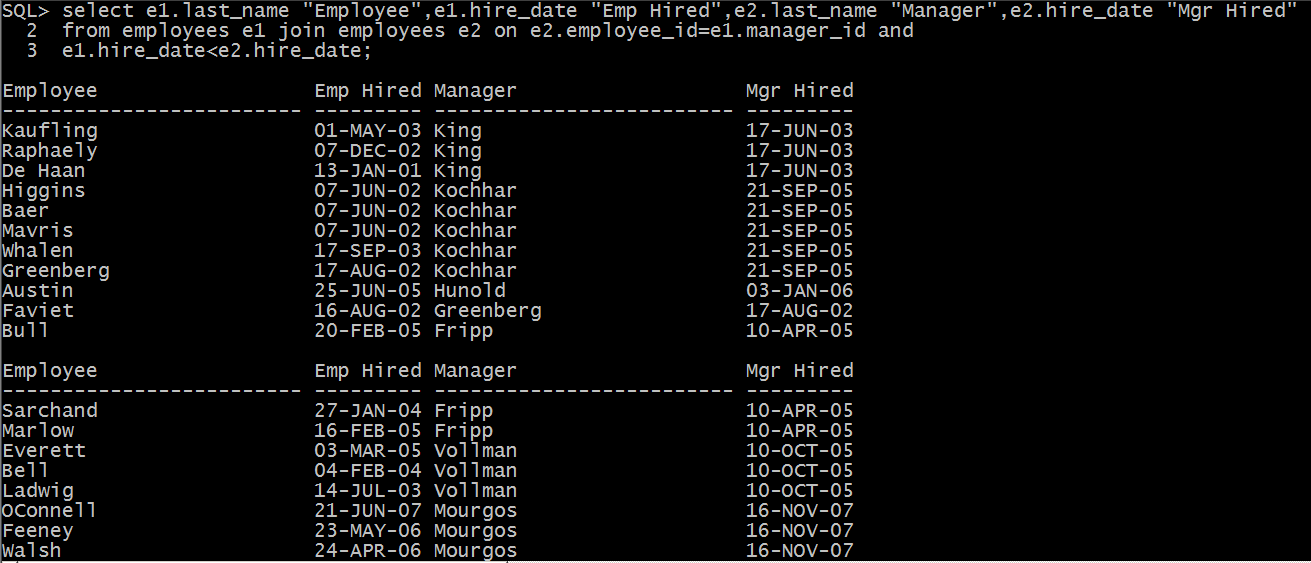 SQL> select e1.last_name "Employee",e1.hire_date "Emp Hired",e2.last_name "Manager",e2.hire_date "Mgr Hired"
  2  from employees e1 join employees e2 on e2.employee_id=e1.manager_id and
  3  e1.hire_date<e2.hire_date;

Employee                  Emp Hired Manager                   Mgr Hired
------------------------- --------- ------------------------- ---------
Kaufling                  01-MAY-03 King                      17-JUN-03
Raphaely                  07-DEC-02 King                      17-JUN-03
De Haan                   13-JAN-01 King                      17-JUN-03
Higgins                   07-JUN-02 Kochhar                   21-SEP-05
Baer                      07-JUN-02 Kochhar                   21-SEP-05
Mavris                    07-JUN-02 Kochhar                   21-SEP-05
Whalen                    17-SEP-03 Kochhar                   21-SEP-05
Greenberg                 17-AUG-02 Kochhar                   21-SEP-05
Austin                    25-JUN-05 Hunold                    03-JAN-06
Faviet                    16-AUG-02 Greenberg                 17-AUG-02
Bull                      20-FEB-05 Fripp                     10-APR-05

Employee                  Emp Hired Manager                   Mgr Hired
------------------------- --------- ------------------------- ---------
Sarchand                  27-JAN-04 Fripp                     10-APR-05
Marlow                    16-FEB-05 Fripp                     10-APR-05
Everett                   03-MAR-05 Vollman                   10-OCT-05
Bell                      04-FEB-04 Vollman                   10-OCT-05
Ladwig                    14-JUL-03 Vollman                   10-OCT-05
OConnell                  21-JUN-07 Mourgos                   16-NOV-07
Feeney                    23-MAY-06 Mourgos                   16-NOV-07
Walsh                     24-APR-06 Mourgos                   16-NOV-07